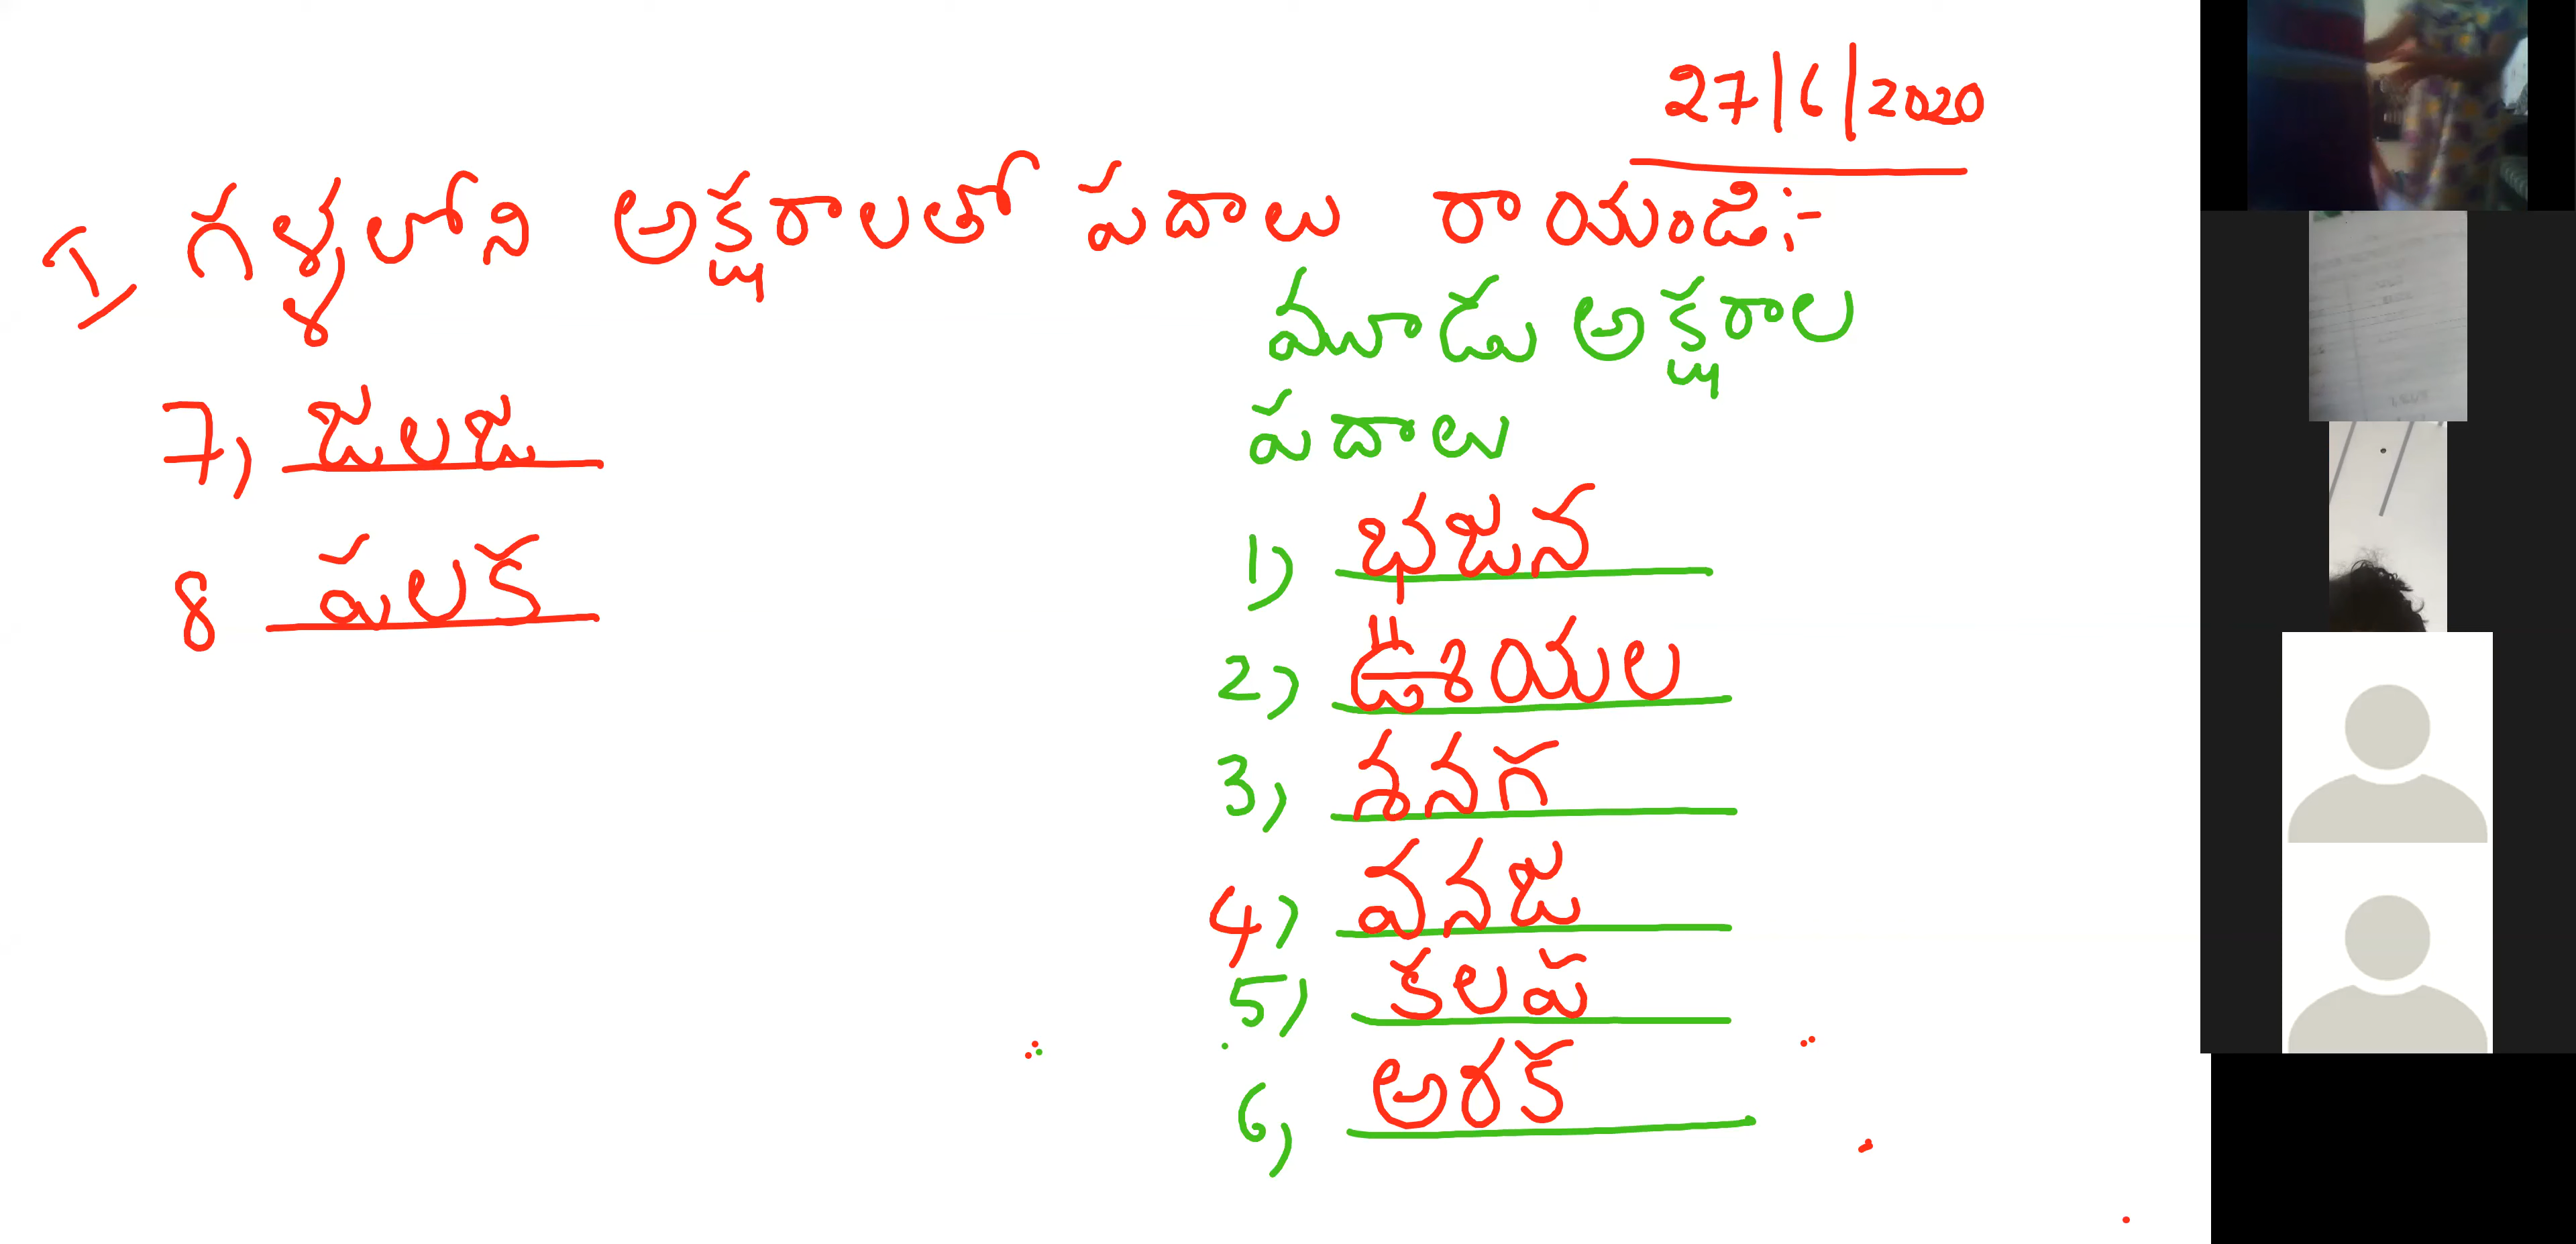 27/6/2020
I గళ్ళలోని అక్షరాలతో పదాలు రాయండి:-
మూడు అక్షరాల
పదాలు
1) భజన
2) ఊయల
3, శనగ
4, వనజ
5) కలప
6, అరక
7, జలజ
8 పలక